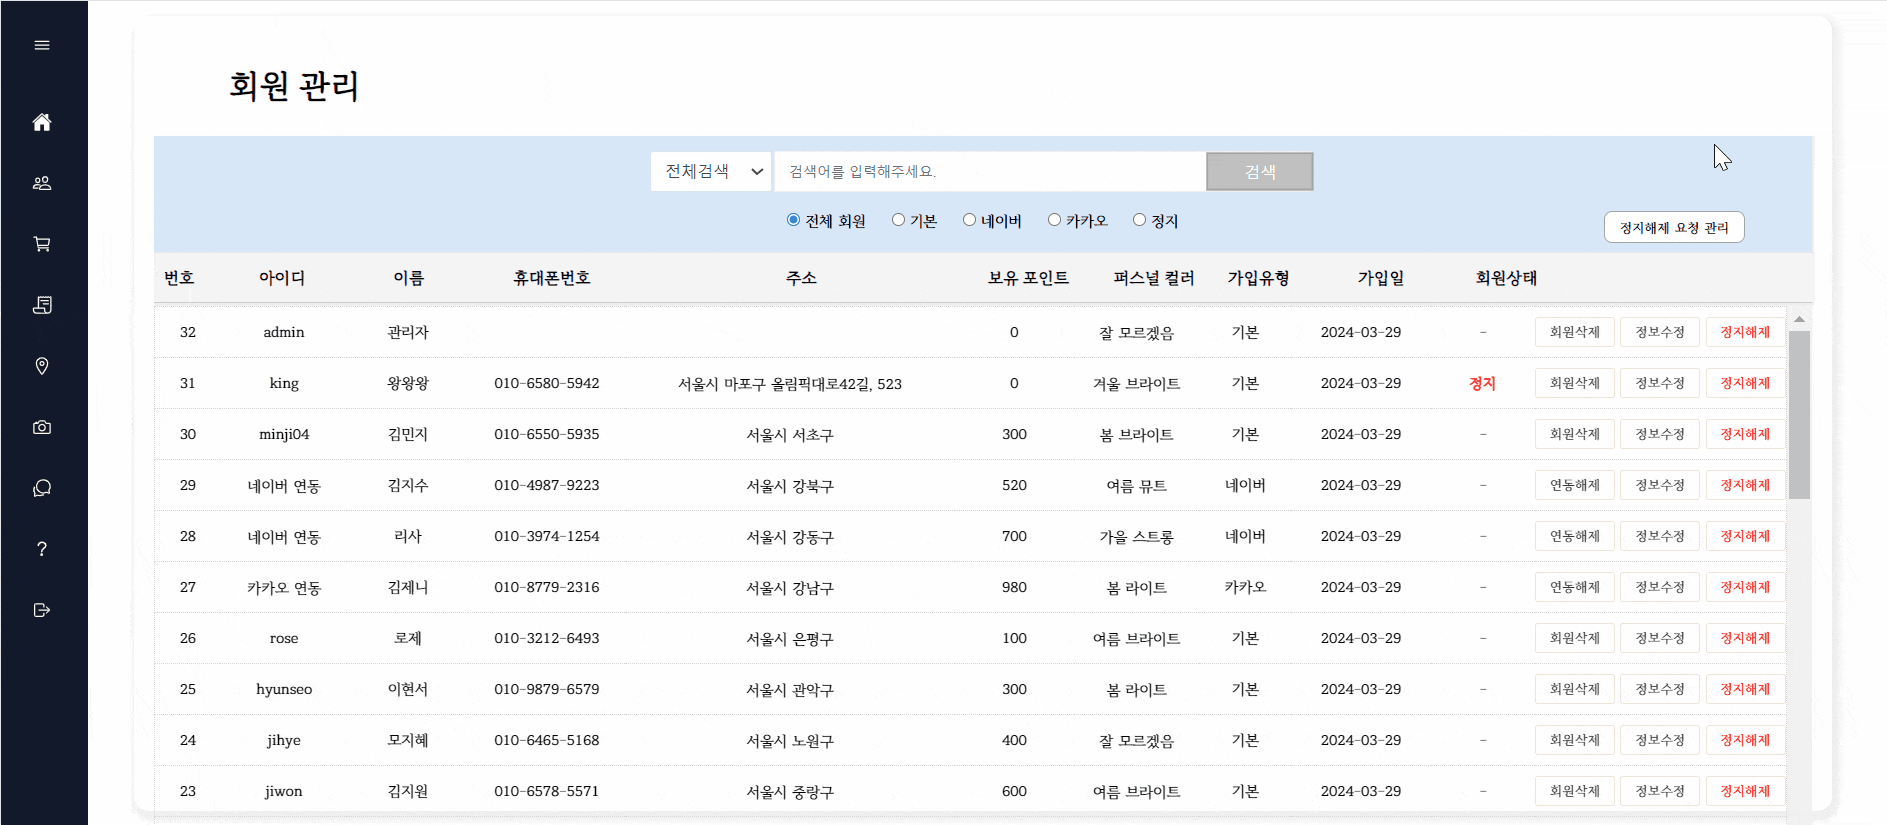 회원 관리
전체검색 검색어를 입력해주세요. 검색
전체 회원 기본 네이버 카카오 정지
정지해제 요청 관리
번호 아이디 이름 휴대폰번호 주소 보유 포인트 퍼스널 컬러 가입유형 가입일 회원상태
32 admin 관리자 0 잘 모르겠음 기본 2024-03-29 - 회원삭제 정보수정 정지해제
31 king 왕왕왕 010-6580-5942 서울시 마포구 올림픽대로42길, 523 0 겨울 브라이트 기본 2024-03-29 정지 회원삭제 정보수정 정지해제
30 minji04 김민지 010-6550-5935 서울시 서초구 300 봄 브라이트 기본 2024-03-29 - 회원삭제 정보수정 정지해제
29 네이버 연동 김지수 010-4987-9223 서울시 강북구 520 여름 뮤트 네이버 2024-03-29 - 연동해제 정보수정 정지해제
28 네이버 연동 리사 010-3974-1254 서울시 강동구 700 가을 스트롱 네이버 2024-03-29 - 연동해제 정보수정 정지해제
27 카카오 연동 김제니 010-8779-2316 서울시 강남구 980 봄 라이트 카카오 2024-03-29 - 연동해제 정보수정 정지해제
26 rose 로제 010-3212-6493 서울시 은평구 100 여름 브라이트 기본 2024-03-29 - 회원삭제 정보수정 정지해제
25 hyunseo 이현서 010-9879-6579 서울시 관악구 300 봄 라이트 기본 2024-03-29 - 회원삭제 정보수정 정지해제
24 jihye 모지혜 010-6465-5168 서울시 노원구 400 잘 모르겠음 기본 2024-03-29 - 회원삭제 정보수정 정지해제
23 jiwon 김지원 010-6578-5571 서울시 중랑구 600 여름 브라이트 기본 2024-03-29 - 회원삭제 정보수정 정지해제